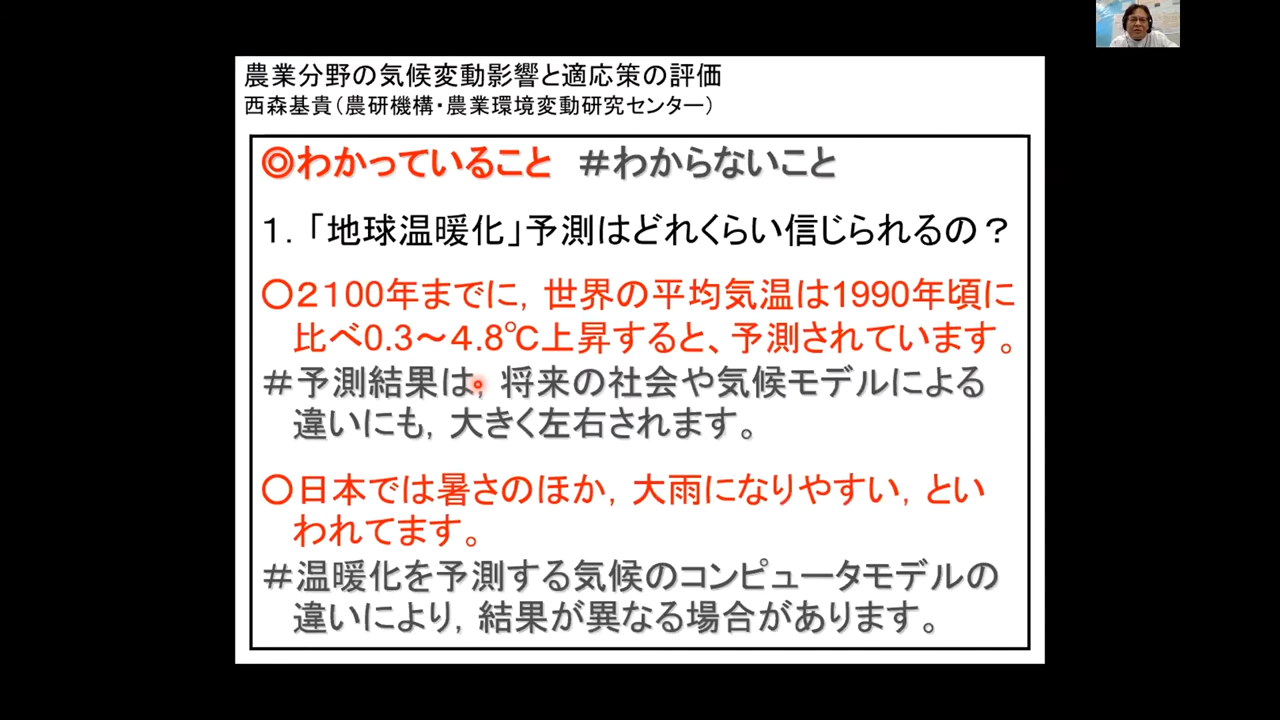 農業分野の気候変動影響と適応策の評価
西森基貴(農研機構・農業環境変動研究センター)
◎わかっていること #わからないこと
1.「地球温暖化」予測はどれくらい信じられるの?
〇2100年までに, 世界の平均気温は1990年頃に
比べ0.3~4.8℃上昇すると、予測されています。
#予測結果は, 将来の社会や気候モデルによる
違いにも, 大きく左右されます。
〇日本では暑さのほか, 大雨になりやすい, とい
われてます。
#温暖化を予測する気候のコンピュータモデルの
違いにより, 結果が異なる場合があります。